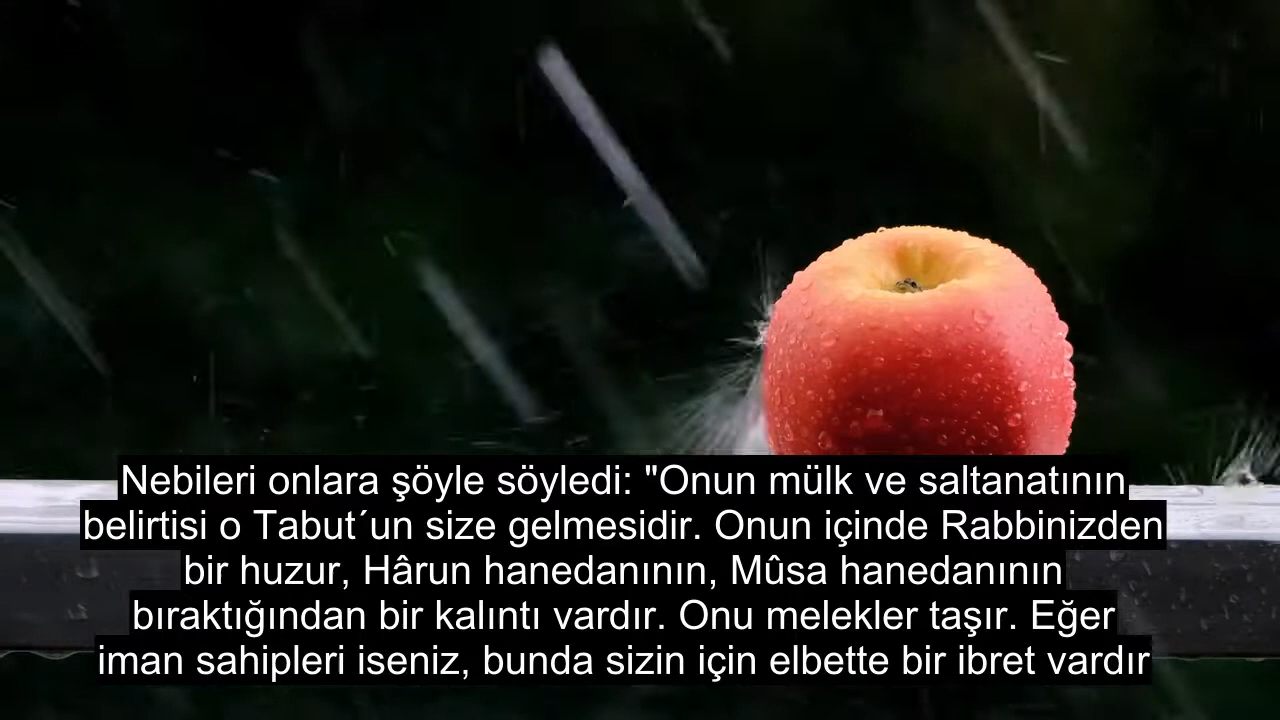 Nebileri onlara şöyle söyledi: "Onun mülk ve saltanatının
belirtisi o Tabut´un size gelmesidir. Onun içinde Rabbinizden
bir huzur, Hârun hanedanının, Mûsa hanedanının
bıraktığından bir kalıntı vardır. Onu melekler taşır. Eğer
iman sahipleri iseniz, bunda sizin için elbette bir ibret vardır